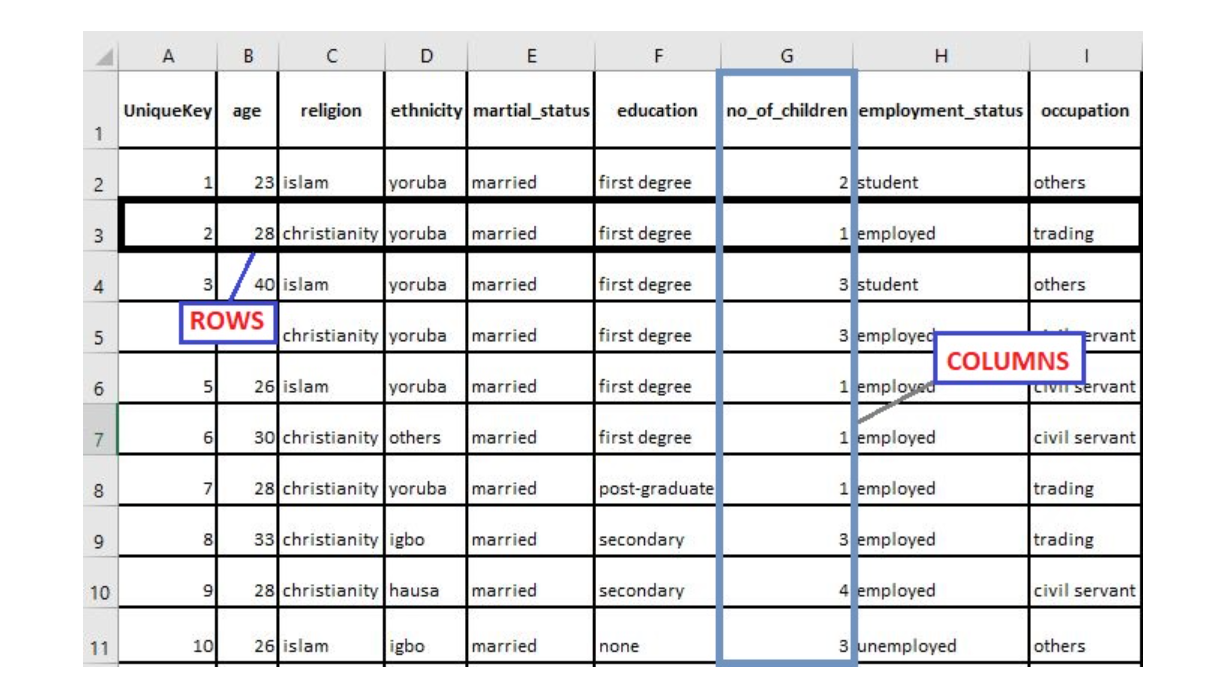 A B C D E F G H I
1 UniqueKey age religion ethnicity martial_status education no_of_children employment_status occupation
2 1 23 islam yoruba married first degree 2 student others
3 2 28 christianity yoruba married first degree 1 employed trading
4 3 40 islam yoruba married first degree 3 student others
ROWS
5 christianity yoruba married first degree 3 employed servant
COLUMNS
6 5 26 islam yoruba married first degree 1 employed civil servant
7 6 30 christianity others married first degree 1 employed civil servant
8 7 28 christianity yoruba married post-graduate 1 employed trading
9 8 33 christianity igbo married secondary 3 employed trading
10 9 28 christianity hausa married secondary 4 employed civil servant
11 10 26 islam igbo married none 3 unemployed others